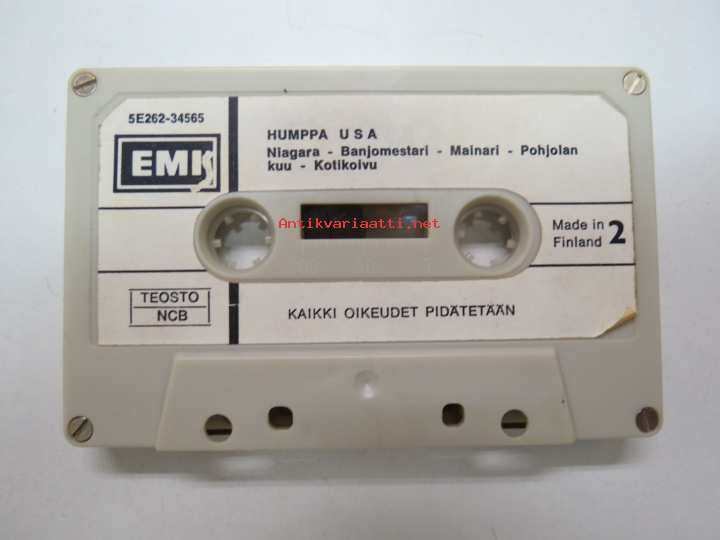 5E262-34565
EMI
HUMPPA USA
Niagara - Banjomestari - Mainari - Pohjolan
kuu - Kotikoivu
Antikvariaatti.net
Made in
Finland 2
TEOSTO
NCB
KAIKKI OIKEUDET PIDÄTETÄÄN